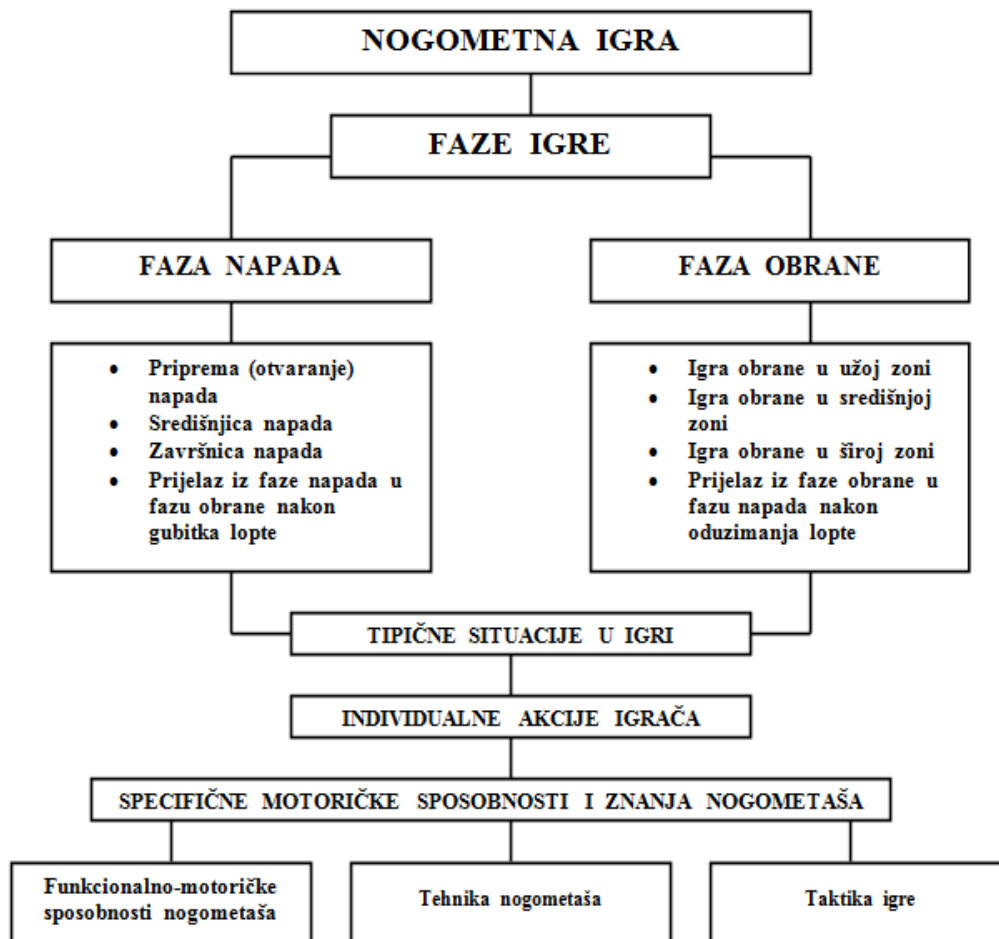 NOGOMETNA IGRA
FAZE IGRE
FAZA NAPADA
FAZA OBRANE
• Priprema (otvaranje)
napada
• Središnjica napada
• Završnica napada
• Prijelaz iz faze napada u
fazu obrane nakon
gubitka lopte
• Igra obrane u užoj zoni
• Igra obrane u središnjoj
zoni
• Igra obrane u široj zoni
• Prijelaz iz faze obrane u
fazu napada nakon
oduzimanja lopte
TIPIČNE SITUACIJE U IGRI
INDIVIDUALNE AKCIJE IGRAČA
SPECIFIČNE MOTORIČKE SPOSOBNOSTI I ZNANJA NOGOMETAŠA
Funkcionalno-motoričke
sposobnosti nogometaša
Tehnika nogometaša
Taktika igre